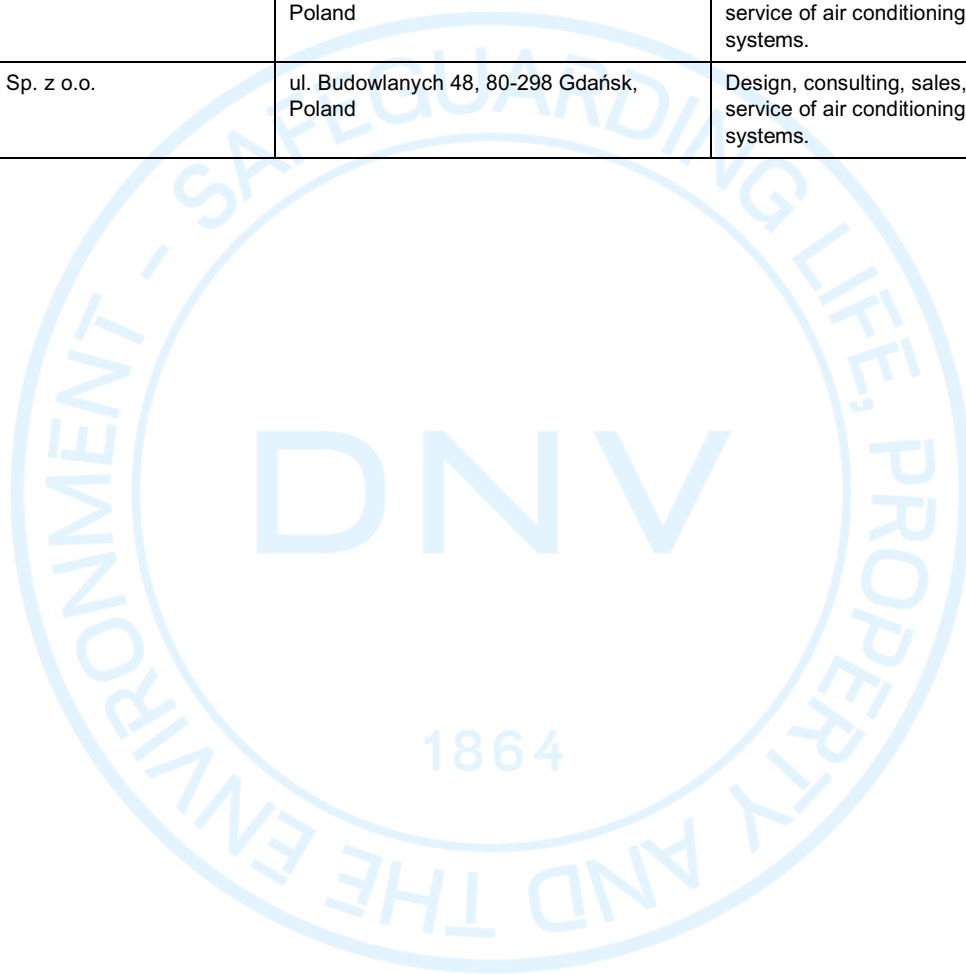 Poland
service of air conditioning
systems.
Sp. z o.o.
ul. Budowlanych 48, 80-298 Gdańsk,
Poland
Design, consulting, sales,
service of air conditioning
systems.
SAFEGUARDING LIFE, PROPERTY AND THE ENVIRONMENT -
DNV
1864